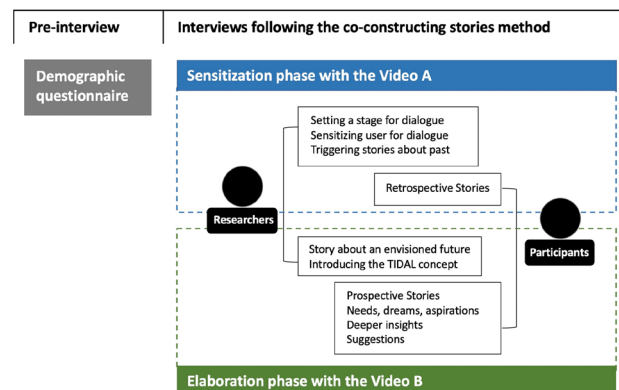 Pre-interview
Interviews following the co-constructing stories method
Demographic
questionnaire
Sensitization phase with the Video A
Setting a stage for dialogue
Sensitizing user for dialogue
Triggering stories about past
Retrospective Stories
Researchers
Participants
Story about an envisioned future
Introducing the TIDAL concept
Prospective Stories
Needs, dreams, aspirations
Deeper insights
Suggestions
Elaboration phase with the Video B